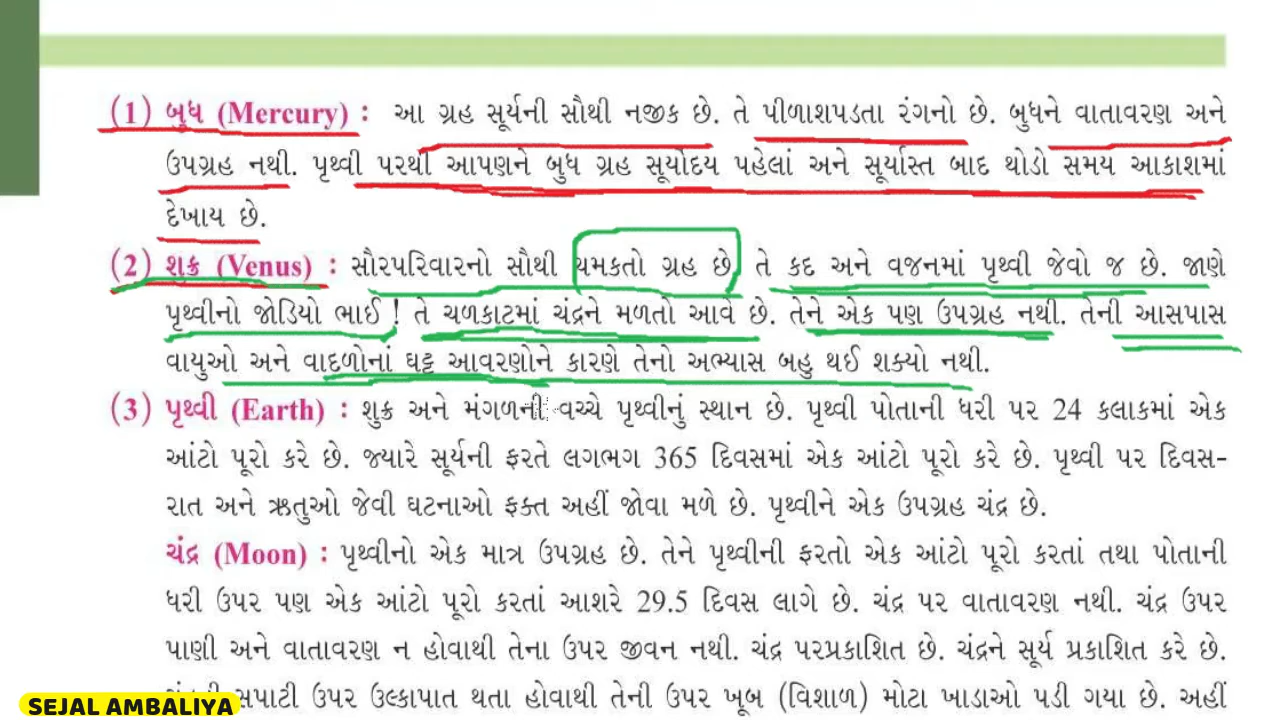 (1) બુધ (Mercury) : આ ગ્રહ સૂર્યની સૌથી નજીક છે. તે પીળાશપડતા રંગનો છે. બુધને વાતાવરણ અને
ઉપગ્રહ નથી. પૃથ્વી પરથી આપણને બુધ ગ્રહ સૂર્યોદય પહેલાં અને સૂર્યાસ્ત બાદ થોડો સમય આકાશમાં
દેખાય છે.
(2) શુક્ર (Venus) : સૌરપરિવારનો સૌથી ચમકતો ગ્રહ છે તે કદ અને વજનમાં પૃથ્વી જેવો જ છે. જાણે
પૃથ્વીનો જોડિયો ભાઈ ! તે ચળકાટમાં ચંદ્રને મળતો આવે છે. તેને એક પણ ઉપગ્રહ નથી. તેની આસપાસ
વાયુઓ અને વાદળોનાં ઘટ્ટ આવરણોને કારણે તેનો અભ્યાસ બહુ થઈ શક્યો નથી.
(3) પૃથ્વી (Earth) : શુક્ર અને મંગળની વચ્ચે પૃથ્વીનું સ્થાન છે. પૃથ્વી પોતાની ધરી પર 24 કલાકમાં એક
આંટો પૂરો કરે છે. જ્યારે સૂર્યની ફરતે લગભગ 365 દિવસમાં એક આંટો પૂરો કરે છે. પૃથ્વી પર દિવસ-
રાત અને ઋતુઓ જેવી ઘટનાઓ ફક્ત અહીં જોવા મળે છે. પૃથ્વીને એક ઉપગ્રહ ચંદ્ર છે.
ચંદ્ર (Moon) : પૃથ્વીનો એક માત્ર ઉપગ્રહ છે. તેને પૃથ્વીની ફરતો એક આંટો પૂરો કરતાં તથા પોતાની
ધરી ઉપર પણ એક આંટો પૂરો કરતાં આશરે 29.5 દિવસ લાગે છે. ચંદ્ર પર વાતાવરણ નથી. ચંદ્ર ઉપર
પાણી અને વાતાવરણ ન હોવાથી તેના ઉપર જીવન નથી. ચંદ્ર પરપ્રકાશિત છે. ચંદ્રને સૂર્ય પ્રકાશિત કરે છે.
સપાટી ઉપર ઉલ્કાપાત થતા હોવાથી તેની ઉપર ખૂબ (વિશાળ) મોટા ખાડાઓ પડી ગયા છે. અહીં
SEJAL AMBALIYA